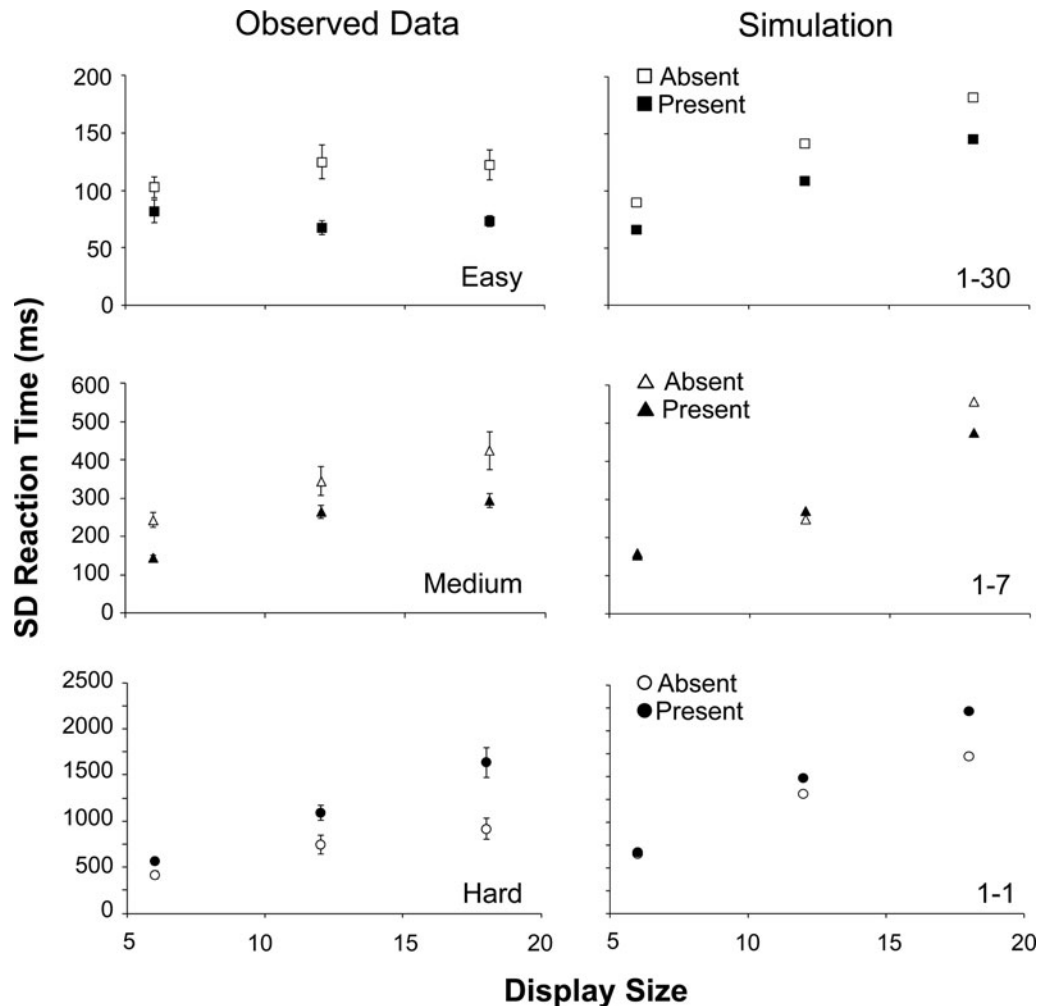 Observed Data
Simulation
SD Reaction Time (ms)
200
150
100
50
0
Easy
Absent
Present
1-30
600
500
400
300
200
100
0
Medium
Absent
Present
1-7
2500
2000
1500
1000
500
0
Hard
5 10 15 20
Absent
Present
1-1
5 10 15 20
Display Size